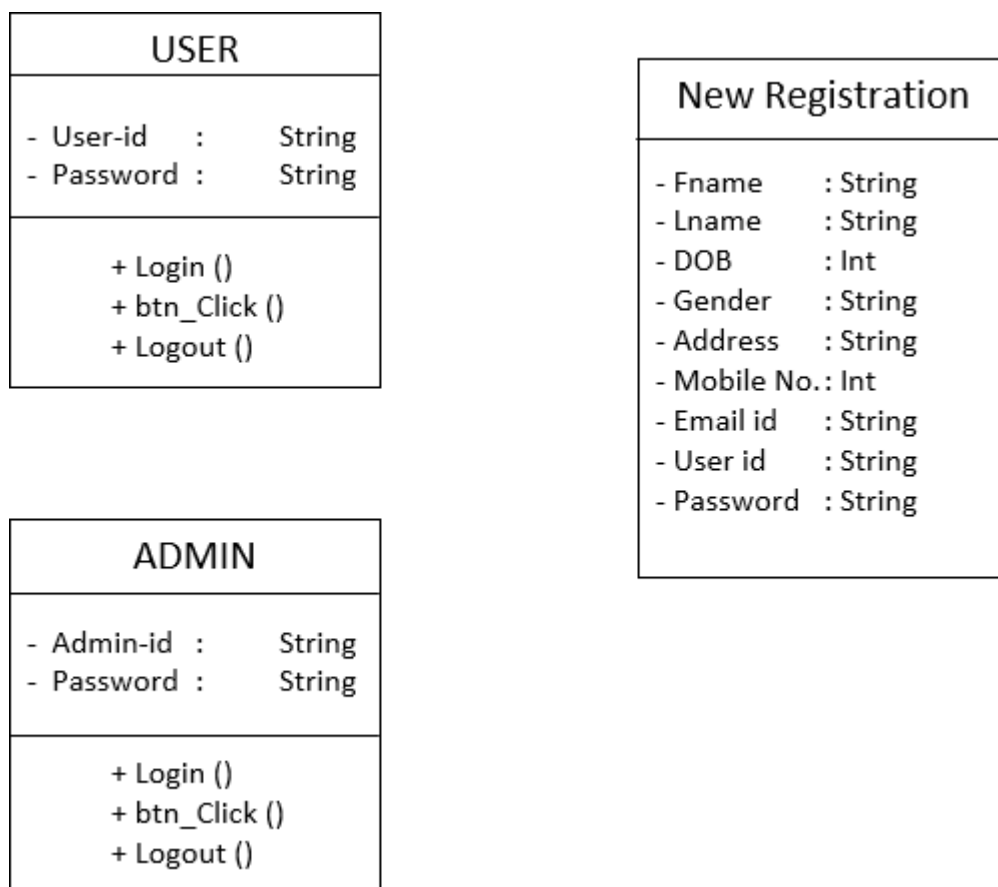 USER
- User-id : String
- Password : String
+ Login ()
+ btn_Click ()
+ Logout ()
New Registration
- Fname : String
- Lname : String
- DOB : Int
- Gender : String
- Address : String
- Mobile No.: Int
- Email id : String
- User id : String
- Password : String
ADMIN
- Admin-id : String
- Password : String
+ Login ()
+ btn_Click ()
+ Logout ()